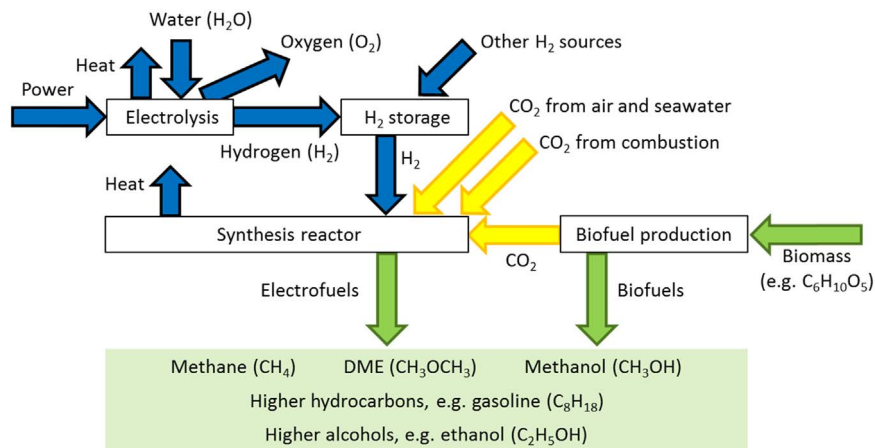 Water (H₂O)
Oxygen (O₂)
Other H₂ sources
Heat
Power
Electrolysis
H₂ storage
CO₂ from air and seawater
Hydrogen (H₂)
H₂
CO₂ from combustion
Heat
Synthesis reactor
Biofuel production
CO₂
Biomass
(e.g. C₆H₁₀O₅)
Electrofuels
Biofuels
Methane (CH₄)
DME (CH₃OCH₃)
Methanol (CH₃OH)
Higher hydrocarbons, e.g. gasoline (C₈H₁₈)
Higher alcohols, e.g. ethanol (C₂H₅OH)